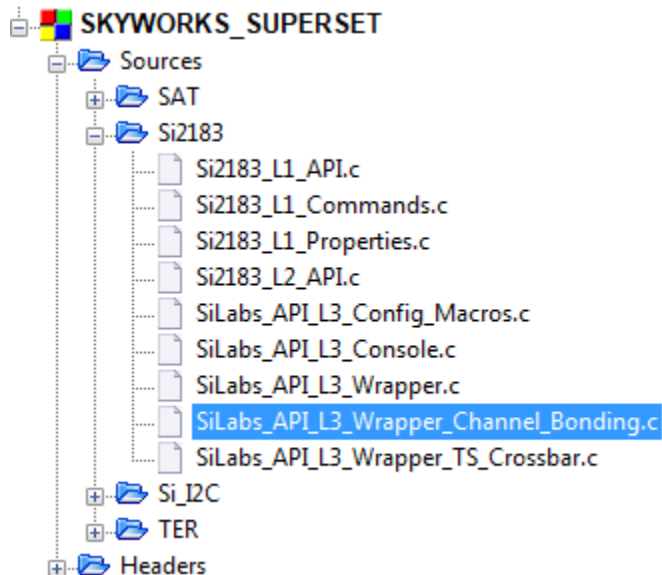 SKYWORKS_SUPERSET
Sources
SAT
Si2183
Si2183_L1_API.c
Si2183_L1_Commands.c
Si2183_L1_Properties.c
Si2183_L2_API.c
SiLabs_API_L3_Config_Macros.c
SiLabs_API_L3_Console.c
SiLabs_API_L3_Wrapper.c
SiLabs_API_L3_Wrapper_Channel_Bonding.c
SiLabs_API_L3_Wrapper_TS_Crossbar.c
Si_I2C
TER
Headers